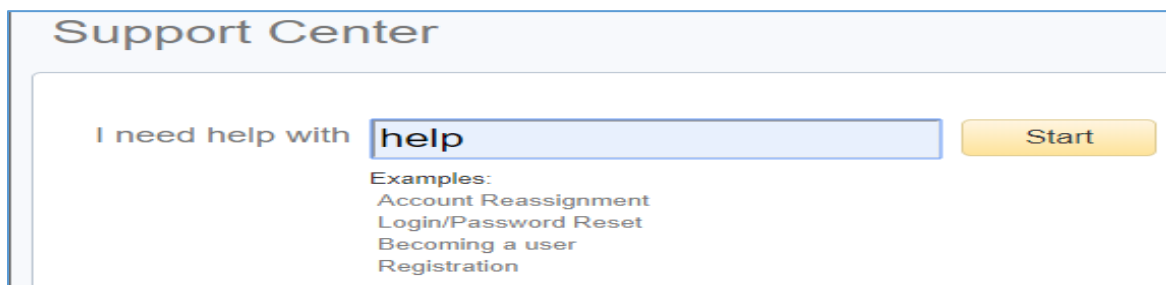 Support Center
I need help with help Start
Examples:
Account Reassignment
Login/Password Reset
Becoming a user
Registration